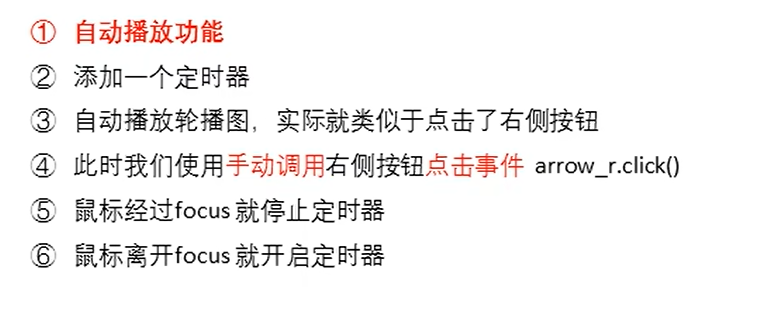 ① 自动播放功能
② 添加一个定时器
③ 自动播放轮播图，实际就类似于点击了右侧按钮
④ 此时我们使用手动调用右侧按钮点击事件 arrow_r.click()
⑤ 鼠标经过focus 就停止定时器
⑥ 鼠标离开focus 就开启定时器